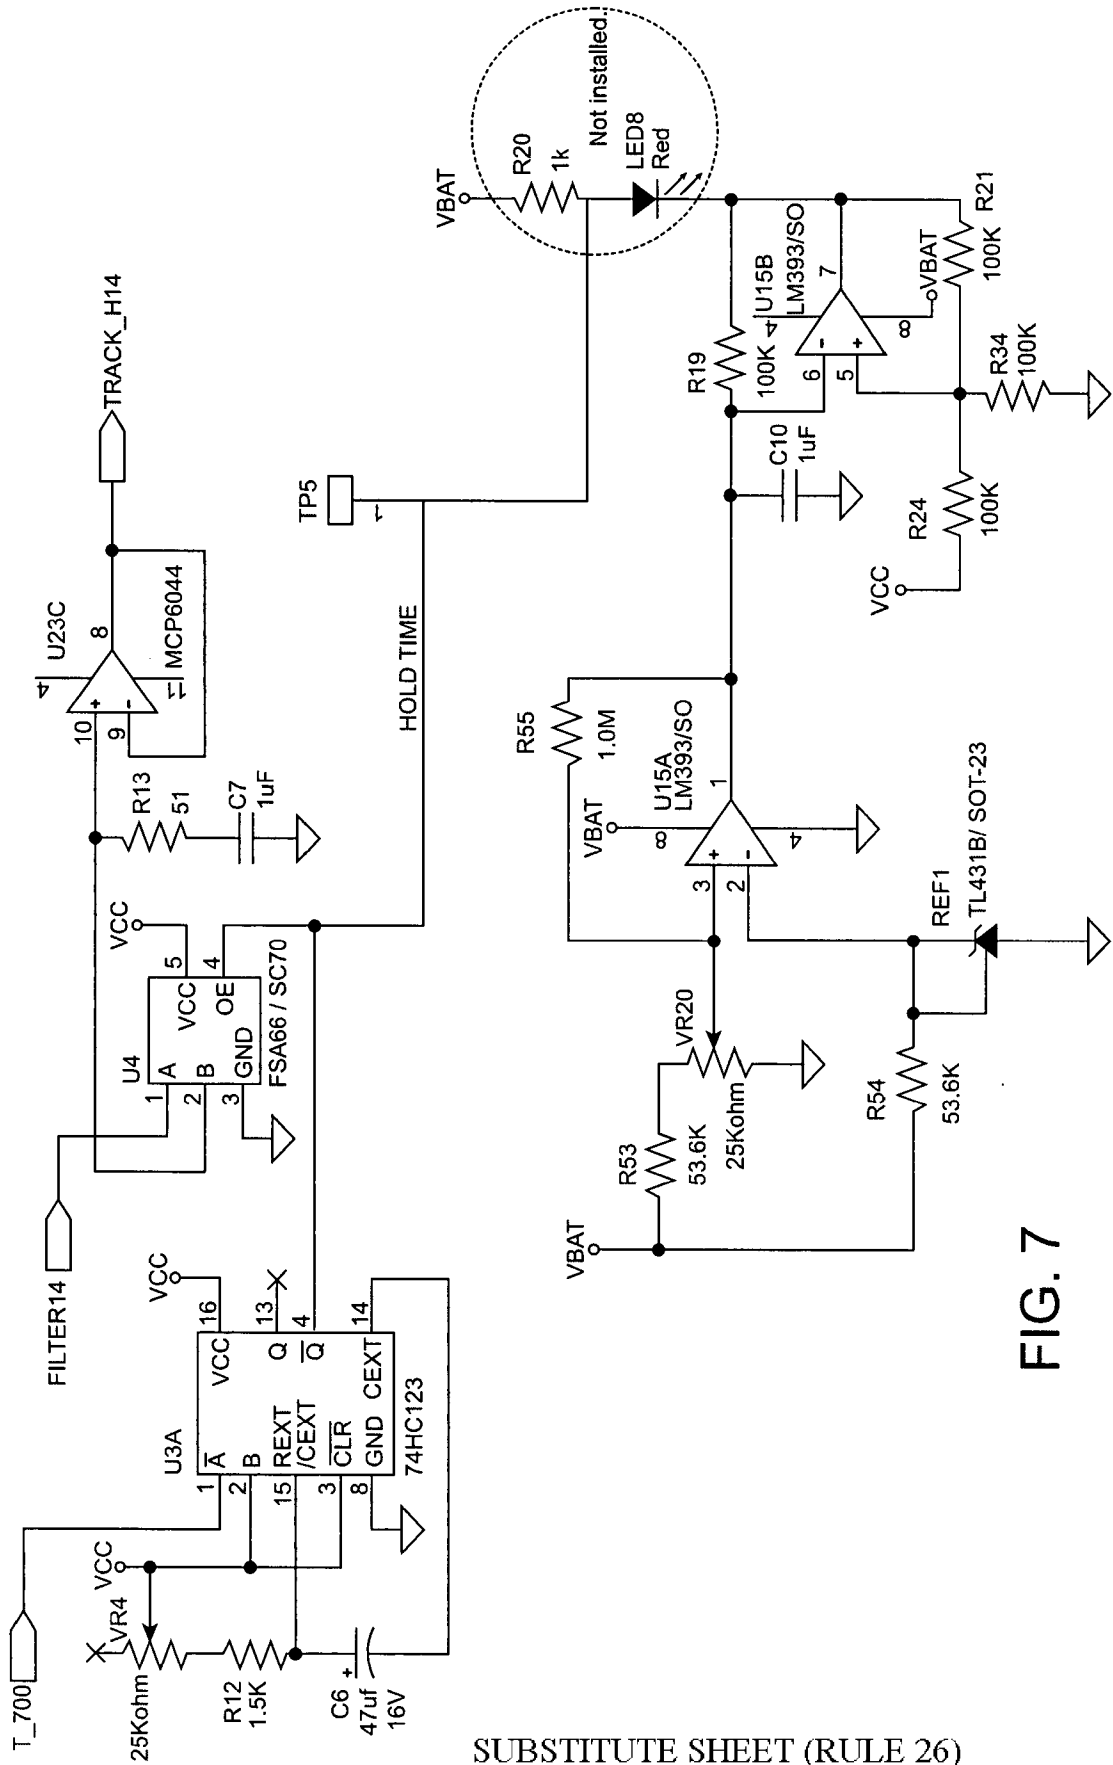 T_700
VR4
25Kohm
VCC
R12
1.5K
C6
+
47uf
16V
U3A
1
A
2
B
15
REXT
/CEXT
3
CLR
8
GND
74HC123
VCC
16
VCC
13
Q
4
Q
14
CEXT
FILTER14
U4
1
A
2
B
3
GND
VCC
5
VCC
4
OE
FSA66 / SC70
R13
51
C7
1uF
U23C
10
+
9
-
4
8
11
MCP6044
TRACK_H14
HOLD TIME
TP5
1
VBAT
R20
1k
Not installed.
LED8
Red
VBAT
R53
53.6K
VR20
25Kohm
R54
53.6K
REF1
TL431B/ SOT-23
R55
1.0M
VBAT
U15A
LM393/SO
8
3
+
2
-
1
4
R19
100K
C10
1uF
U15B
LM393/SO
4
6
-
5
+
7
8
VBAT
R21
100K
R34
100K
R24
100K
VCC
FIG. 7
SUBSTITUTE SHEET (RULE 26)